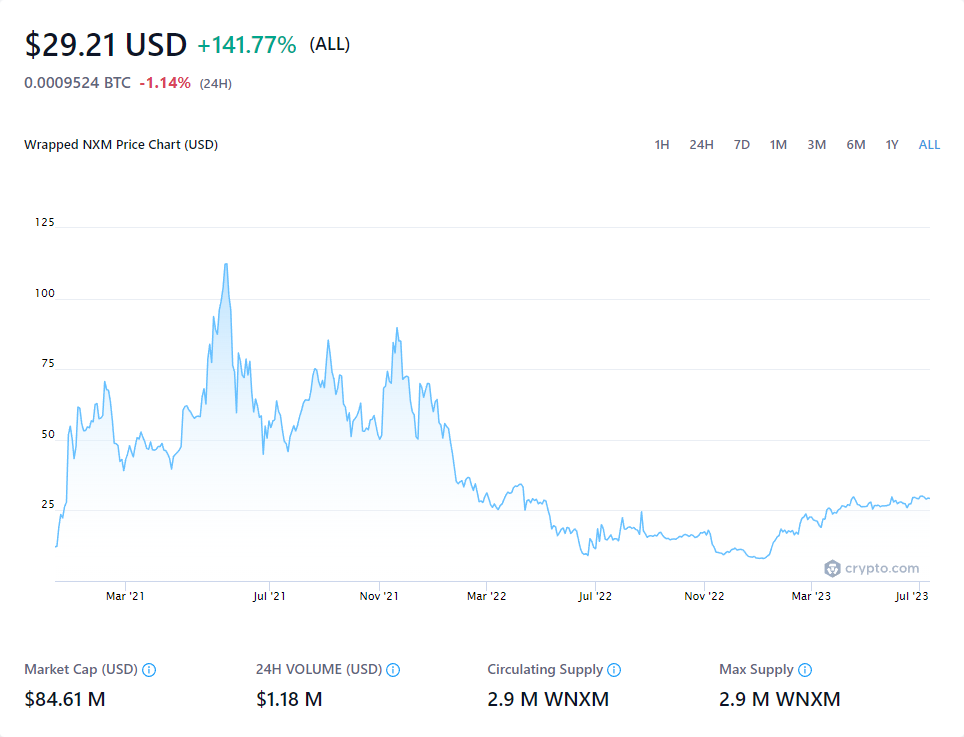 $29.21 USD +141.77% (ALL)
0.0009524 BTC -1.14% (24H)
Wrapped NXM Price Chart (USD) 1H 24H 7D 1M 3M 6M 1Y ALL
125
100
75
50
25
crypto.com
Mar '21 Jul '21 Nov '21 Mar '22 Jul '22 Nov '22 Mar '23 Jul '23
Market Cap (USD) 24H VOLUME (USD) Circulating Supply Max Supply
$84.61 M $1.18 M 2.9 M WNXM 2.9 M WNXM